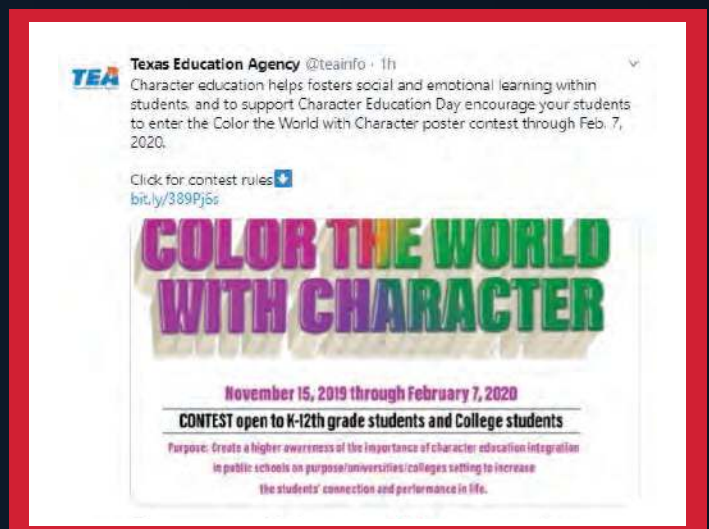 TEA
Texas Education Agency @teainfo · 1h
Character education helps fosters social and emotional learning within
students, and to support Character Education Day encourage your students
to enter the Color the World with Character poster contest through Feb. 7,
2020.
Click for contest rules⬇
bit.ly/389Pj6s
COLOR THE WORLD
WITH CHARACTER
November 15, 2019 through February 7, 2020
CONTEST open to K-12th grade students and College students
Purpose: Create a higher awareness of the importance of character education integration
in public schools on purpose/universities/colleges setting to increase
the students' connection and performance in life.